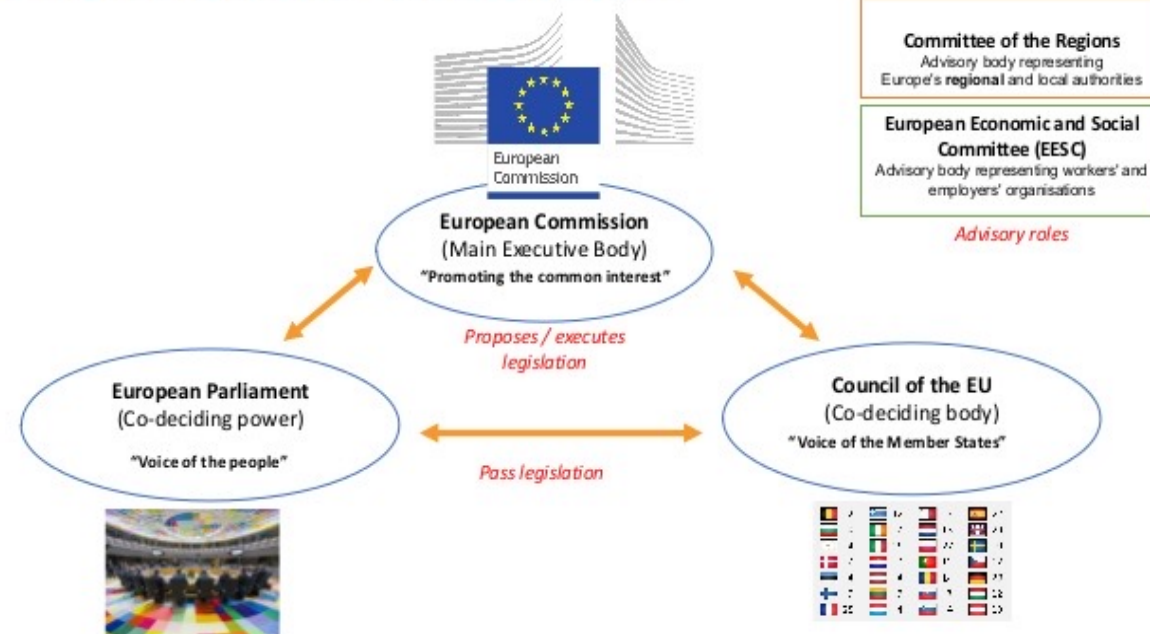 Committee of the Regions
Advisory body representing
Europe's regional and local authorities
European Economic and Social
Committee (EESC)
Advisory body representing workers' and
employers' organisations
Advisory roles
European
Commission
European Commission
(Main Executive Body)
"Promoting the common interest"
Proposes / executes
legislation
European Parliament
(Co-deciding power)
"Voice of the people"
Council of the EU
(Co-deciding body)
"Voice of the Member States"
Pass legislation